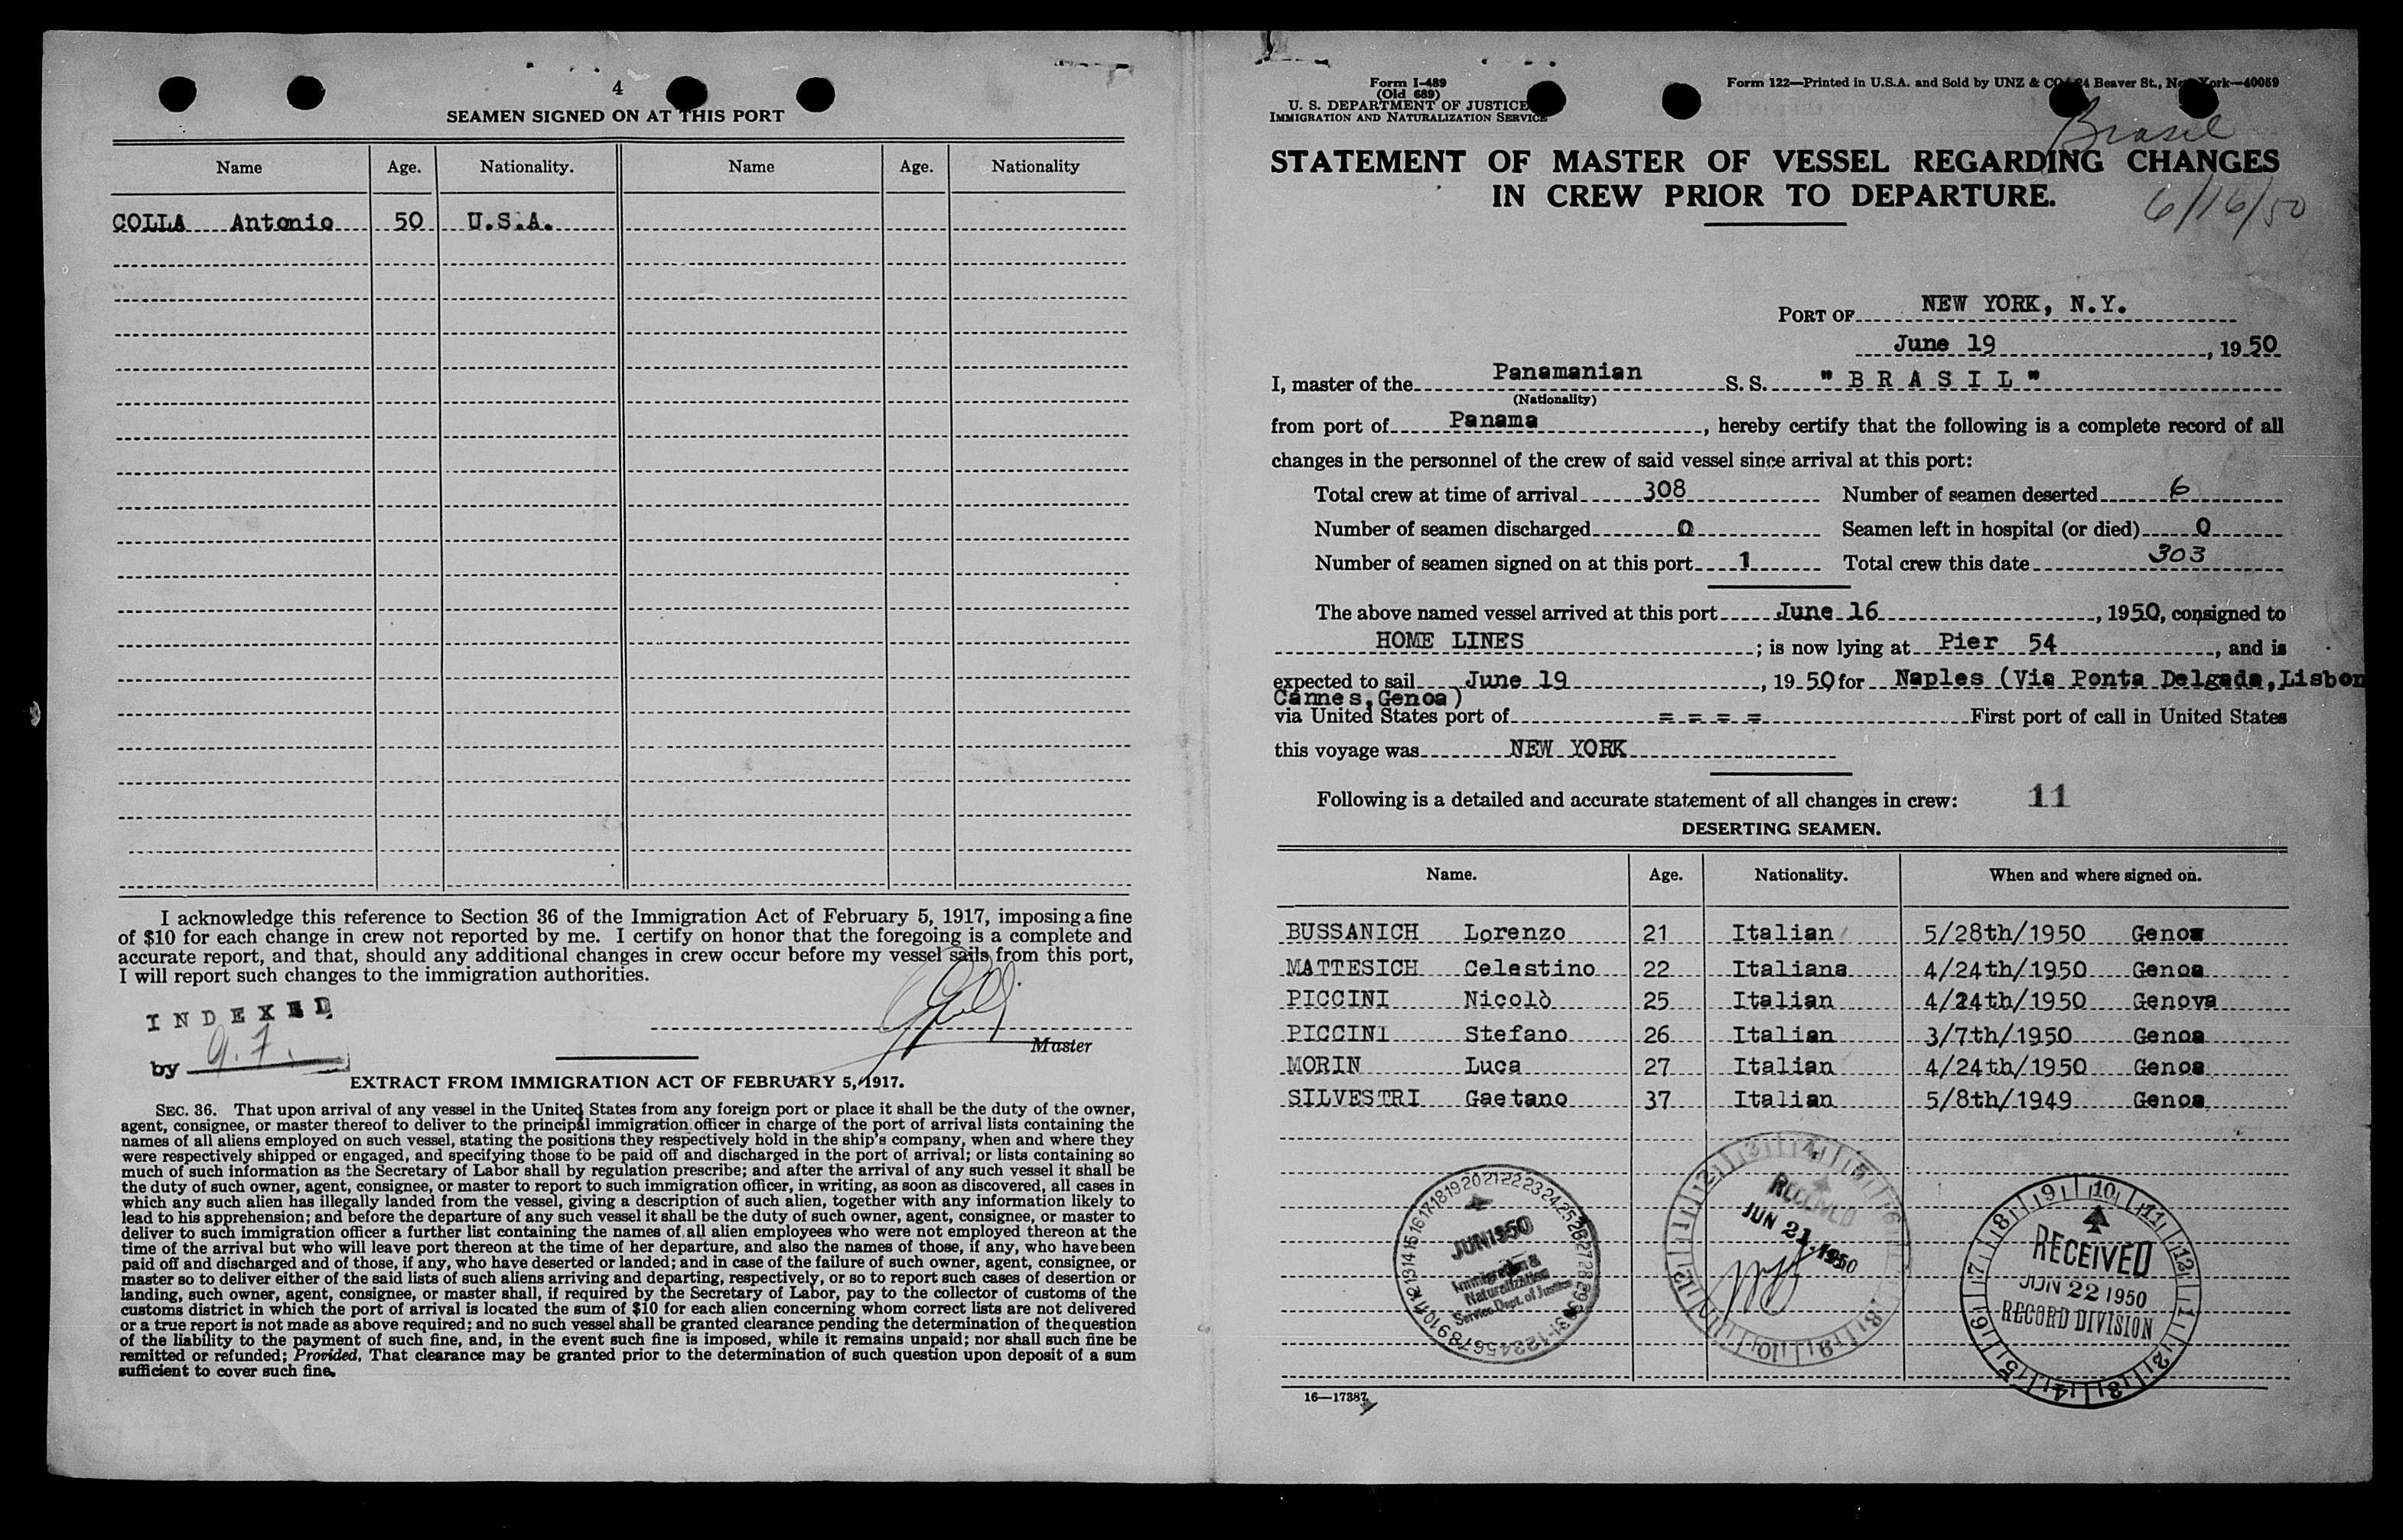 4
SEAMEN SIGNED ON AT THIS PORT
Name Age. Nationality. Name Age. Nationality
COLLA Antonio 50 U.S.A.
I acknowledge this reference to Section 36 of the Immigration Act of February 5, 1917, imposing a fine
of $10 for each change in crew not reported by me. I certify on honor that the foregoing is a complete and
accurate report, and that, should any additional changes in crew occur before my vessel sails from this port,
I will report such changes to the immigration authorities.
INDEXED
by
Master
EXTRACT FROM IMMIGRATION ACT OF FEBRUARY 5, 1917.
SEC. 36. That upon arrival of any vessel in the United States from any foreign port or place it shall be the duty of the owner,
agent, consignee, or master thereof to deliver to the principal immigration officer in charge of the port of arrival lists containing the
names of all aliens employed on such vessel, stating the positions they respectively hold in the ship's company, when and where they
were respectively shipped or engaged, and specifying those to be paid off and discharged in the port of arrival; or lists containing so
much of such information as the Secretary of Labor shall by regulation prescribe; and after the arrival of any such vessel it shall be
the duty of such owner, agent, consignee, or master to report to such immigration officer, in writing, as soon as discovered, all cases in
which any such alien has illegally landed from the vessel, giving a description of such alien, together with any information likely to
lead to his apprehension; and before the departure of any such vessel it shall be the duty of such owner, agent, consignee, or master to
deliver to such immigration officer a further list containing the names of all alien employees who were not employed thereon at the
time of the arrival but who will leave port thereon at the time of her departure, and also the names of those, if any, who have been
paid off and discharged and of those, if any, who have deserted or landed; and in case of the failure of such owner, agent, consignee, or
master so to deliver either of the said lists of such aliens arriving and departing, respectively, or so to report such cases of desertion or
landing, such owner, agent, consignee, or master shall, if required by the Secretary of Labor, pay to the collector of customs of the
customs district in which the port of arrival is located the sum of $10 for each alien concerning whom correct lists are not delivered
or a true report is not made as above required; and no such vessel shall be granted clearance pending the determination of the question
of the liability to the payment of such fine, and, in the event such fine is imposed, while it remains unpaid; nor shall such fine be
remitted or refunded; Provided, That clearance may be granted prior to the determination of such question upon deposit of a sum
sufficient to cover such fine.
Form I-489
(Old 689)
U. S. DEPARTMENT OF JUSTICE
IMMIGRATION AND NATURALIZATION SERVICE
Form 122—Printed in U.S.A. and Sold by UNZ & CO 24 Beaver St., New York—40059
Brasil
STATEMENT OF MASTER OF VESSEL REGARDING CHANGES
IN CREW PRIOR TO DEPARTURE.
6/16/50
PORT OF NEW YORK, N.Y.
June 19, 1950
I, master of the Panamanian S. S. "BRASIL"
(Nationality)
from port of Panama, hereby certify that the following is a complete record of all
changes in the personnel of the crew of said vessel since arrival at this port:
Total crew at time of arrival 308 Number of seamen deserted 6
Number of seamen discharged 0 Seamen left in hospital (or died) 0
Number of seamen signed on at this port 1 Total crew this date 303
The above named vessel arrived at this port June 16, 1950, consigned to
HOME LINES; is now lying at Pier 54, and is
expected to sail June 19, 1950 for Naples (Via Ponta Delgada, Lisbon
Cannes, Genoa)
via United States port of = = = = First port of call in United States
this voyage was NEW YORK
Following is a detailed and accurate statement of all changes in crew: 11
DESERTING SEAMEN.
Name. Age. Nationality. When and where signed on.
BUSSANICH Lorenzo 21 Italian 5/28th/1950 Genoa
MATTESICH Celestino 22 Italiana 4/24th/1950 Genoa
PICCINI Nicolò 25 Italian 4/24th/1950 Genova
PICCINI Stefano 26 Italian 3/7th/1950 Genoa
MORIN Luca 27 Italian 4/24th/1950 Genoa
SILVESTRI Gaetano 37 Italian 5/8th/1949 Genoa
JUN 1950
Immigration &
Naturalization
Service Dept. of Justice
RECEIVED
JUN 21 1950
RECEIVED
JUN 22 1950
RECORD DIVISION
16—17387